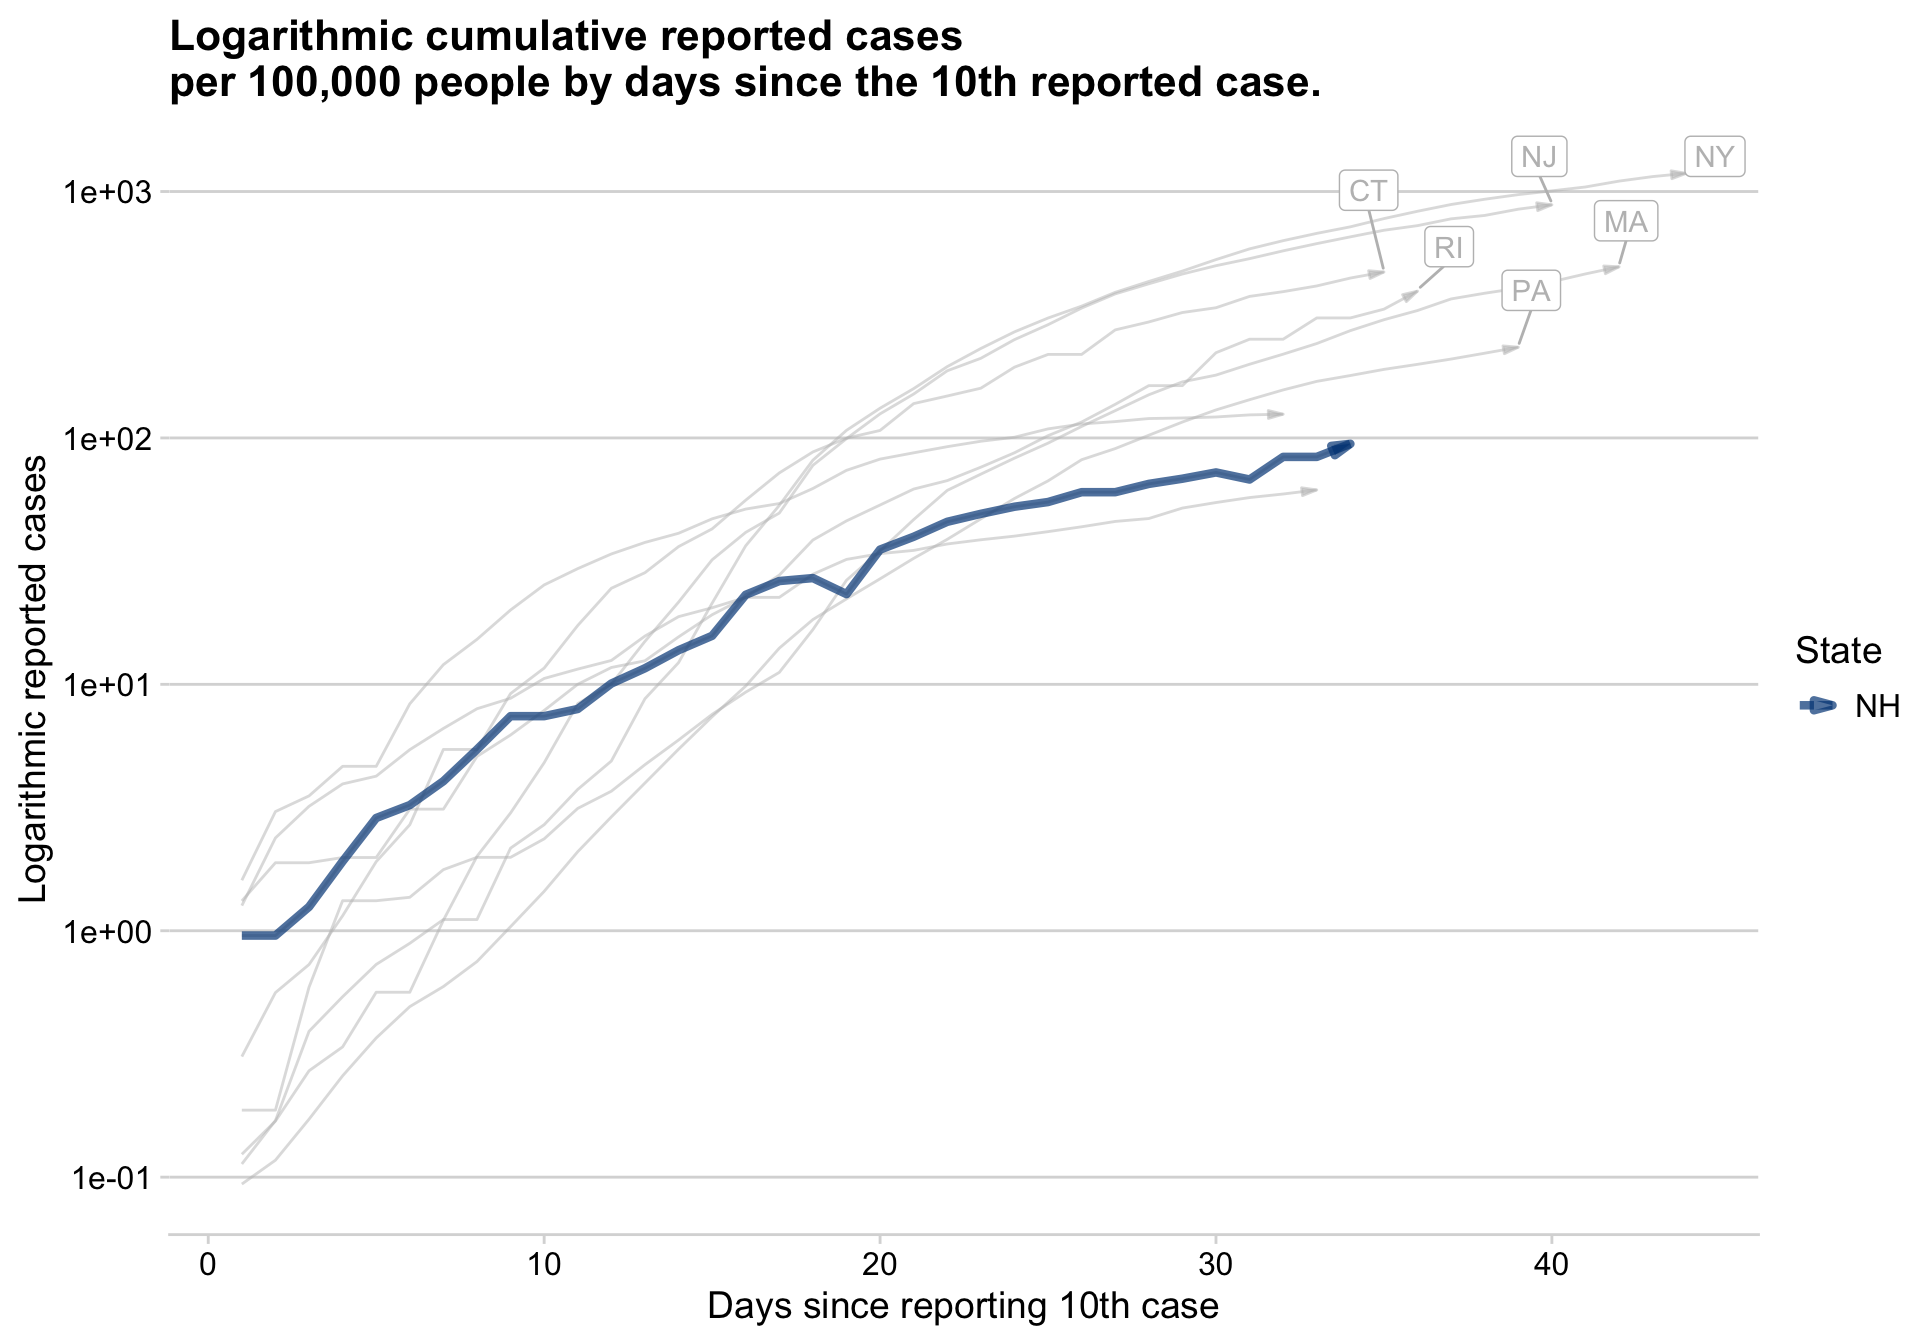 Logarithmic cumulative reported cases
per 100,000 people by days since the 10th reported case.
NJ
NY
CT
MA
RI
PA
1e+03
1e+02
1e+01
1e+00
1e-01
Logarithmic reported cases
State
NH
0
10
20
30
40
Days since reporting 10th case